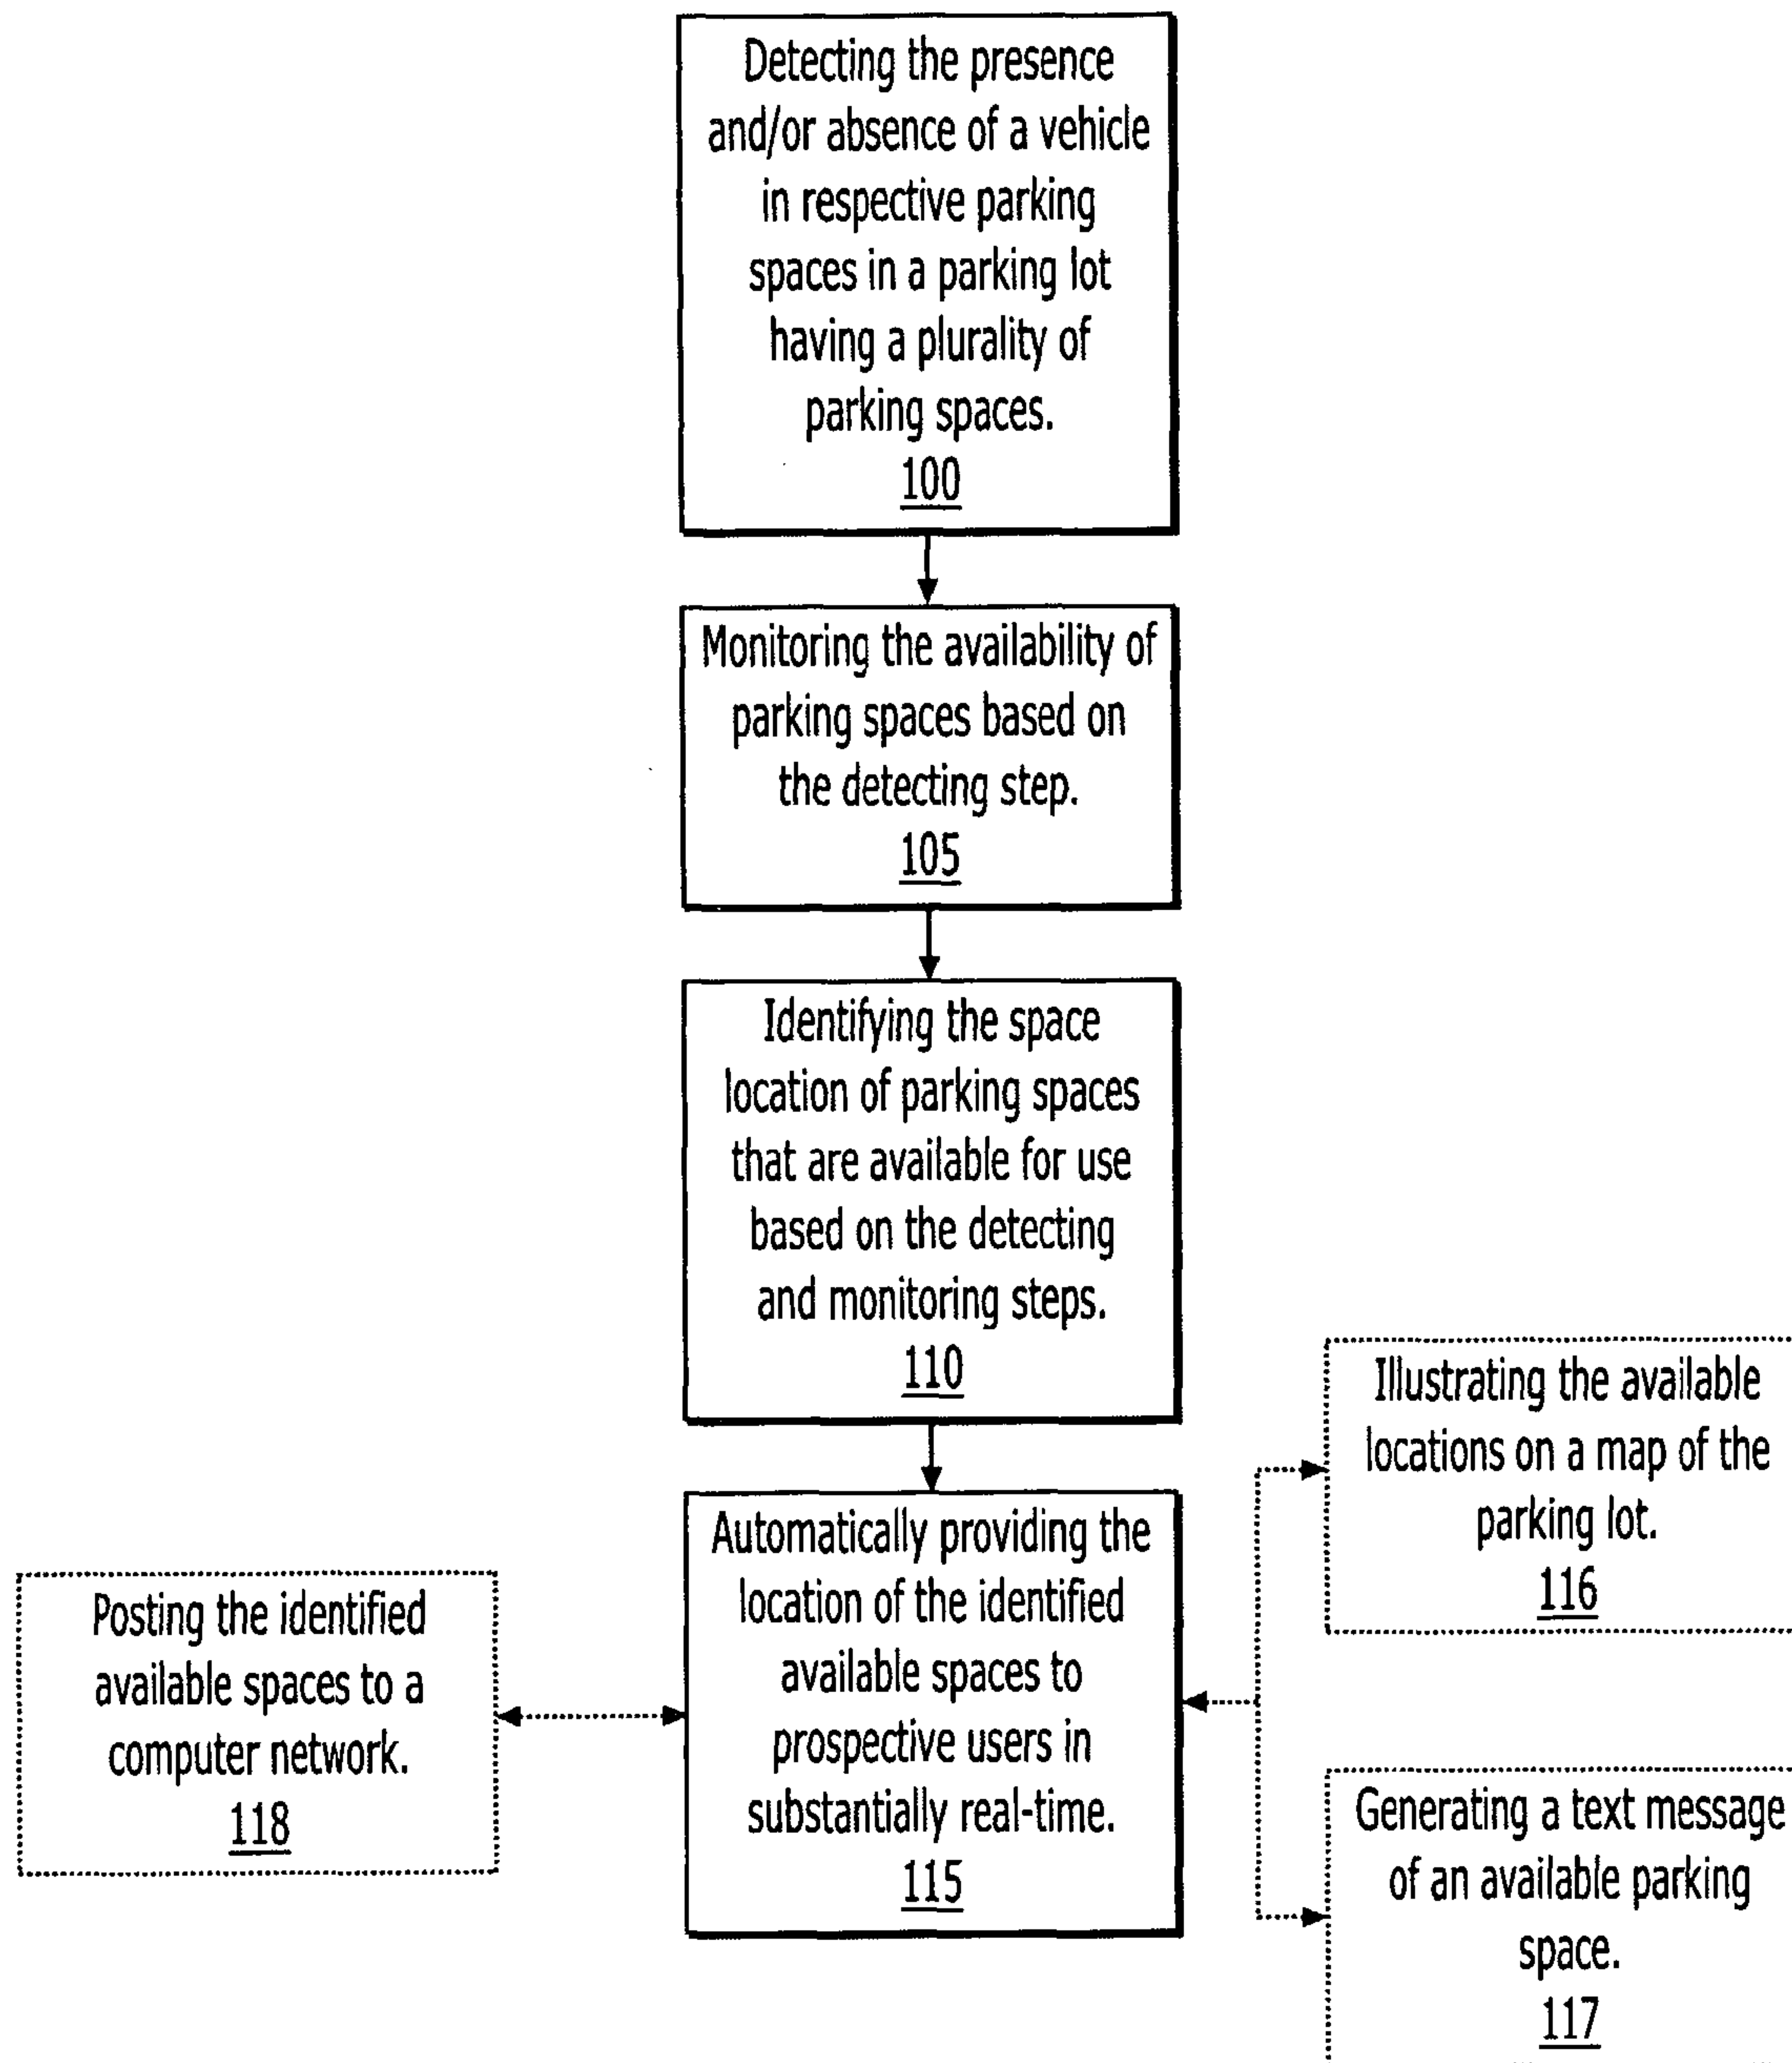 Detecting the presence
and/or absence of a vehicle
in respective parking
spaces in a parking lot
having a plurality of
parking spaces.
100
Monitoring the availability of
parking spaces based on
the detecting step.
105
Identifying the space
location of parking spaces
that are available for use
based on the detecting
and monitoring steps.
110
Automatically providing the
location of the identified
available spaces to
prospective users in
substantially real-time.
115
Illustrating the available
locations on a map of the
parking lot.
116
Generating a text message
of an available parking
space.
117
Posting the identified
available spaces to a
computer network.
118